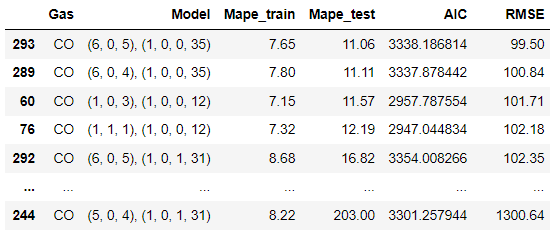 Gas Model Mape_train Mape_test AIC RMSE
293 CO (6, 0, 5), (1, 0, 0, 35) 7.65 11.06 3338.186814 99.50
289 CO (6, 0, 4), (1, 0, 0, 35) 7.80 11.11 3337.878442 100.84
60 CO (1, 0, 3), (1, 0, 0, 12) 7.15 11.57 2957.787554 101.71
76 CO (1, 1, 1), (1, 0, 0, 12) 7.32 12.19 2947.044834 102.18
292 CO (6, 0, 5), (1, 0, 1, 31) 8.68 16.82 3354.008266 102.35
... ... ... ... ... ... ...
244 CO (5, 0, 4), (1, 0, 1, 31) 8.22 203.00 3301.257944 1300.64